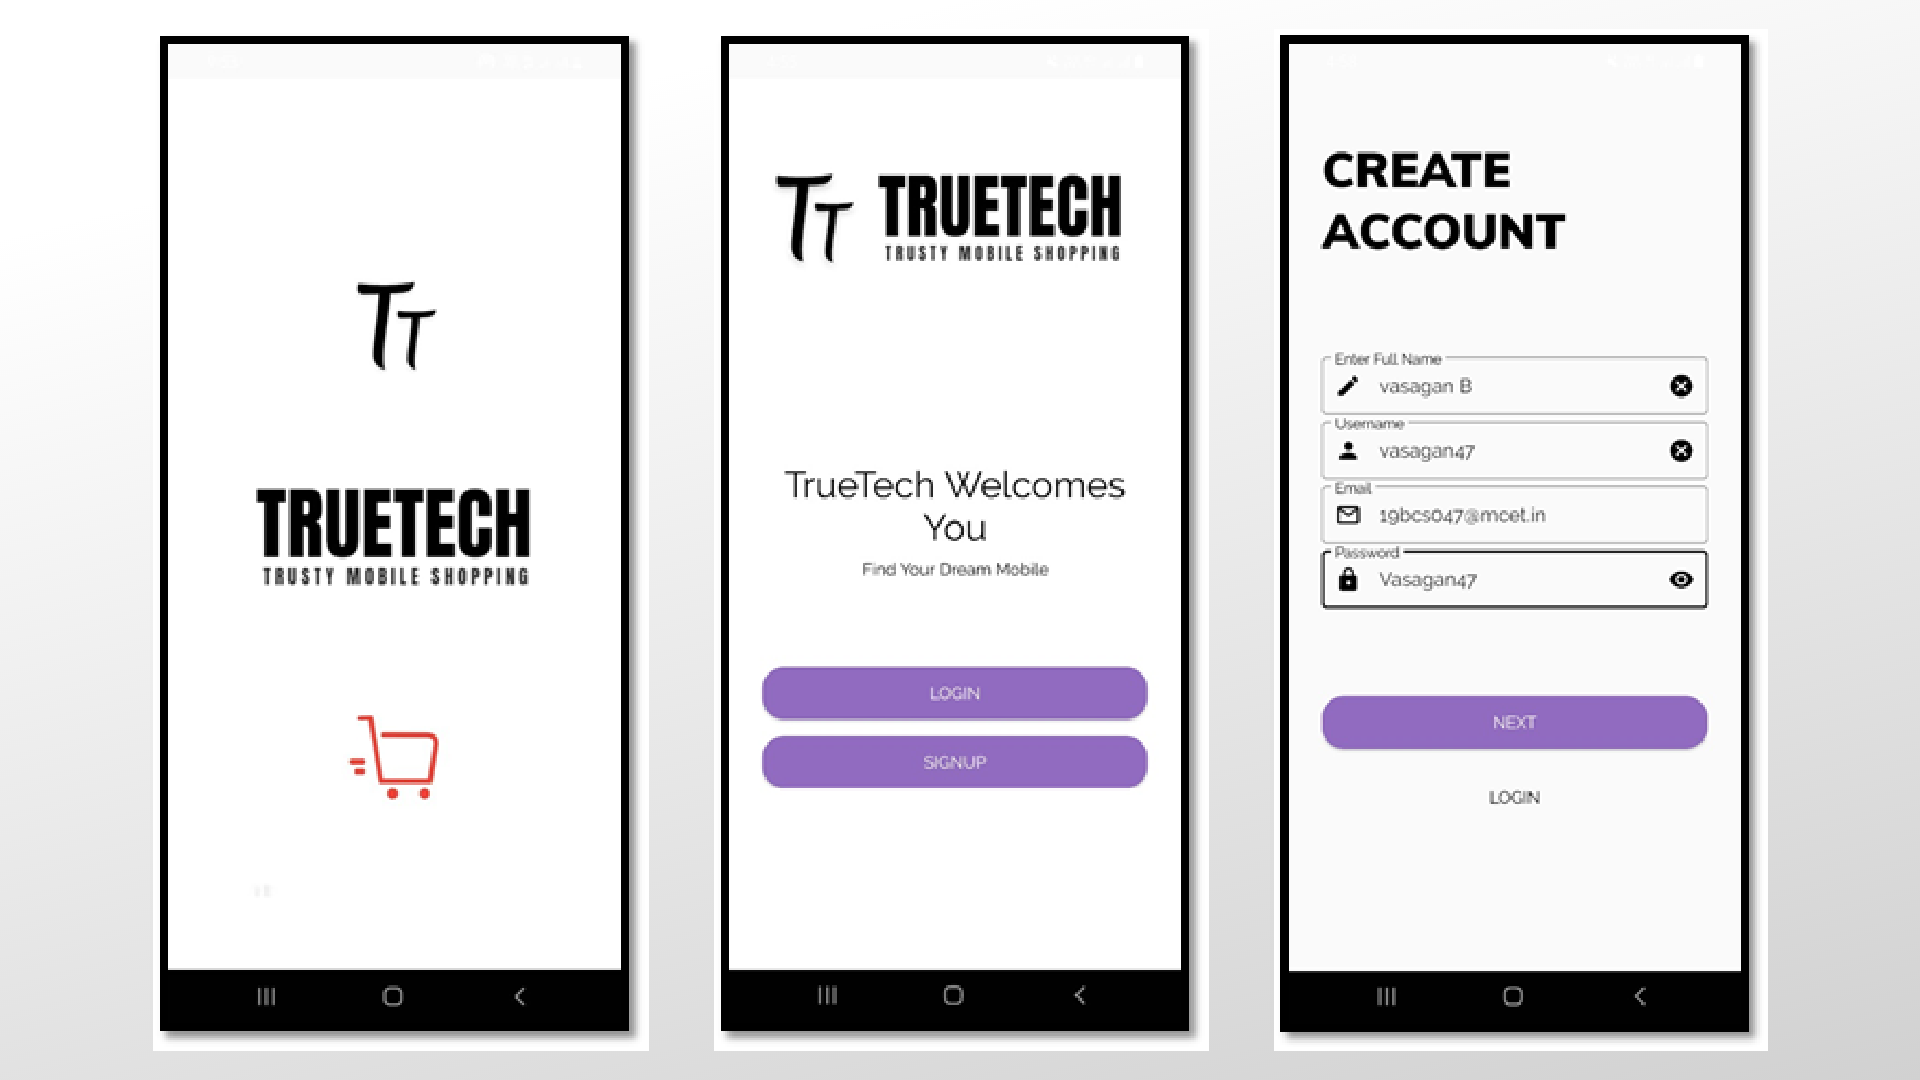 TT
TRUETECH
TRUSTY MOBILE SHOPPING
TT TRUETECH
TRUSTY MOBILE SHOPPING
TrueTech Welcomes
You
Find Your Dream Mobile
LOGIN
SIGNUP
CREATE
ACCOUNT
Enter Full Name
vasagan B
Username
vasagan47
Email
19bcs047@mcet.in
Password
Vasagan47
NEXT
LOGIN